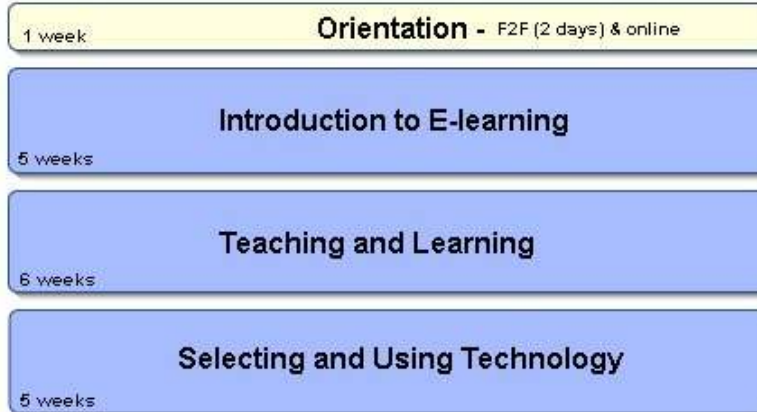 Orientation - F2F (2 days) & online
1 week
Introduction to E-learning
5 weeks
Teaching and Learning
6 weeks
Selecting and Using Technology
5 weeks